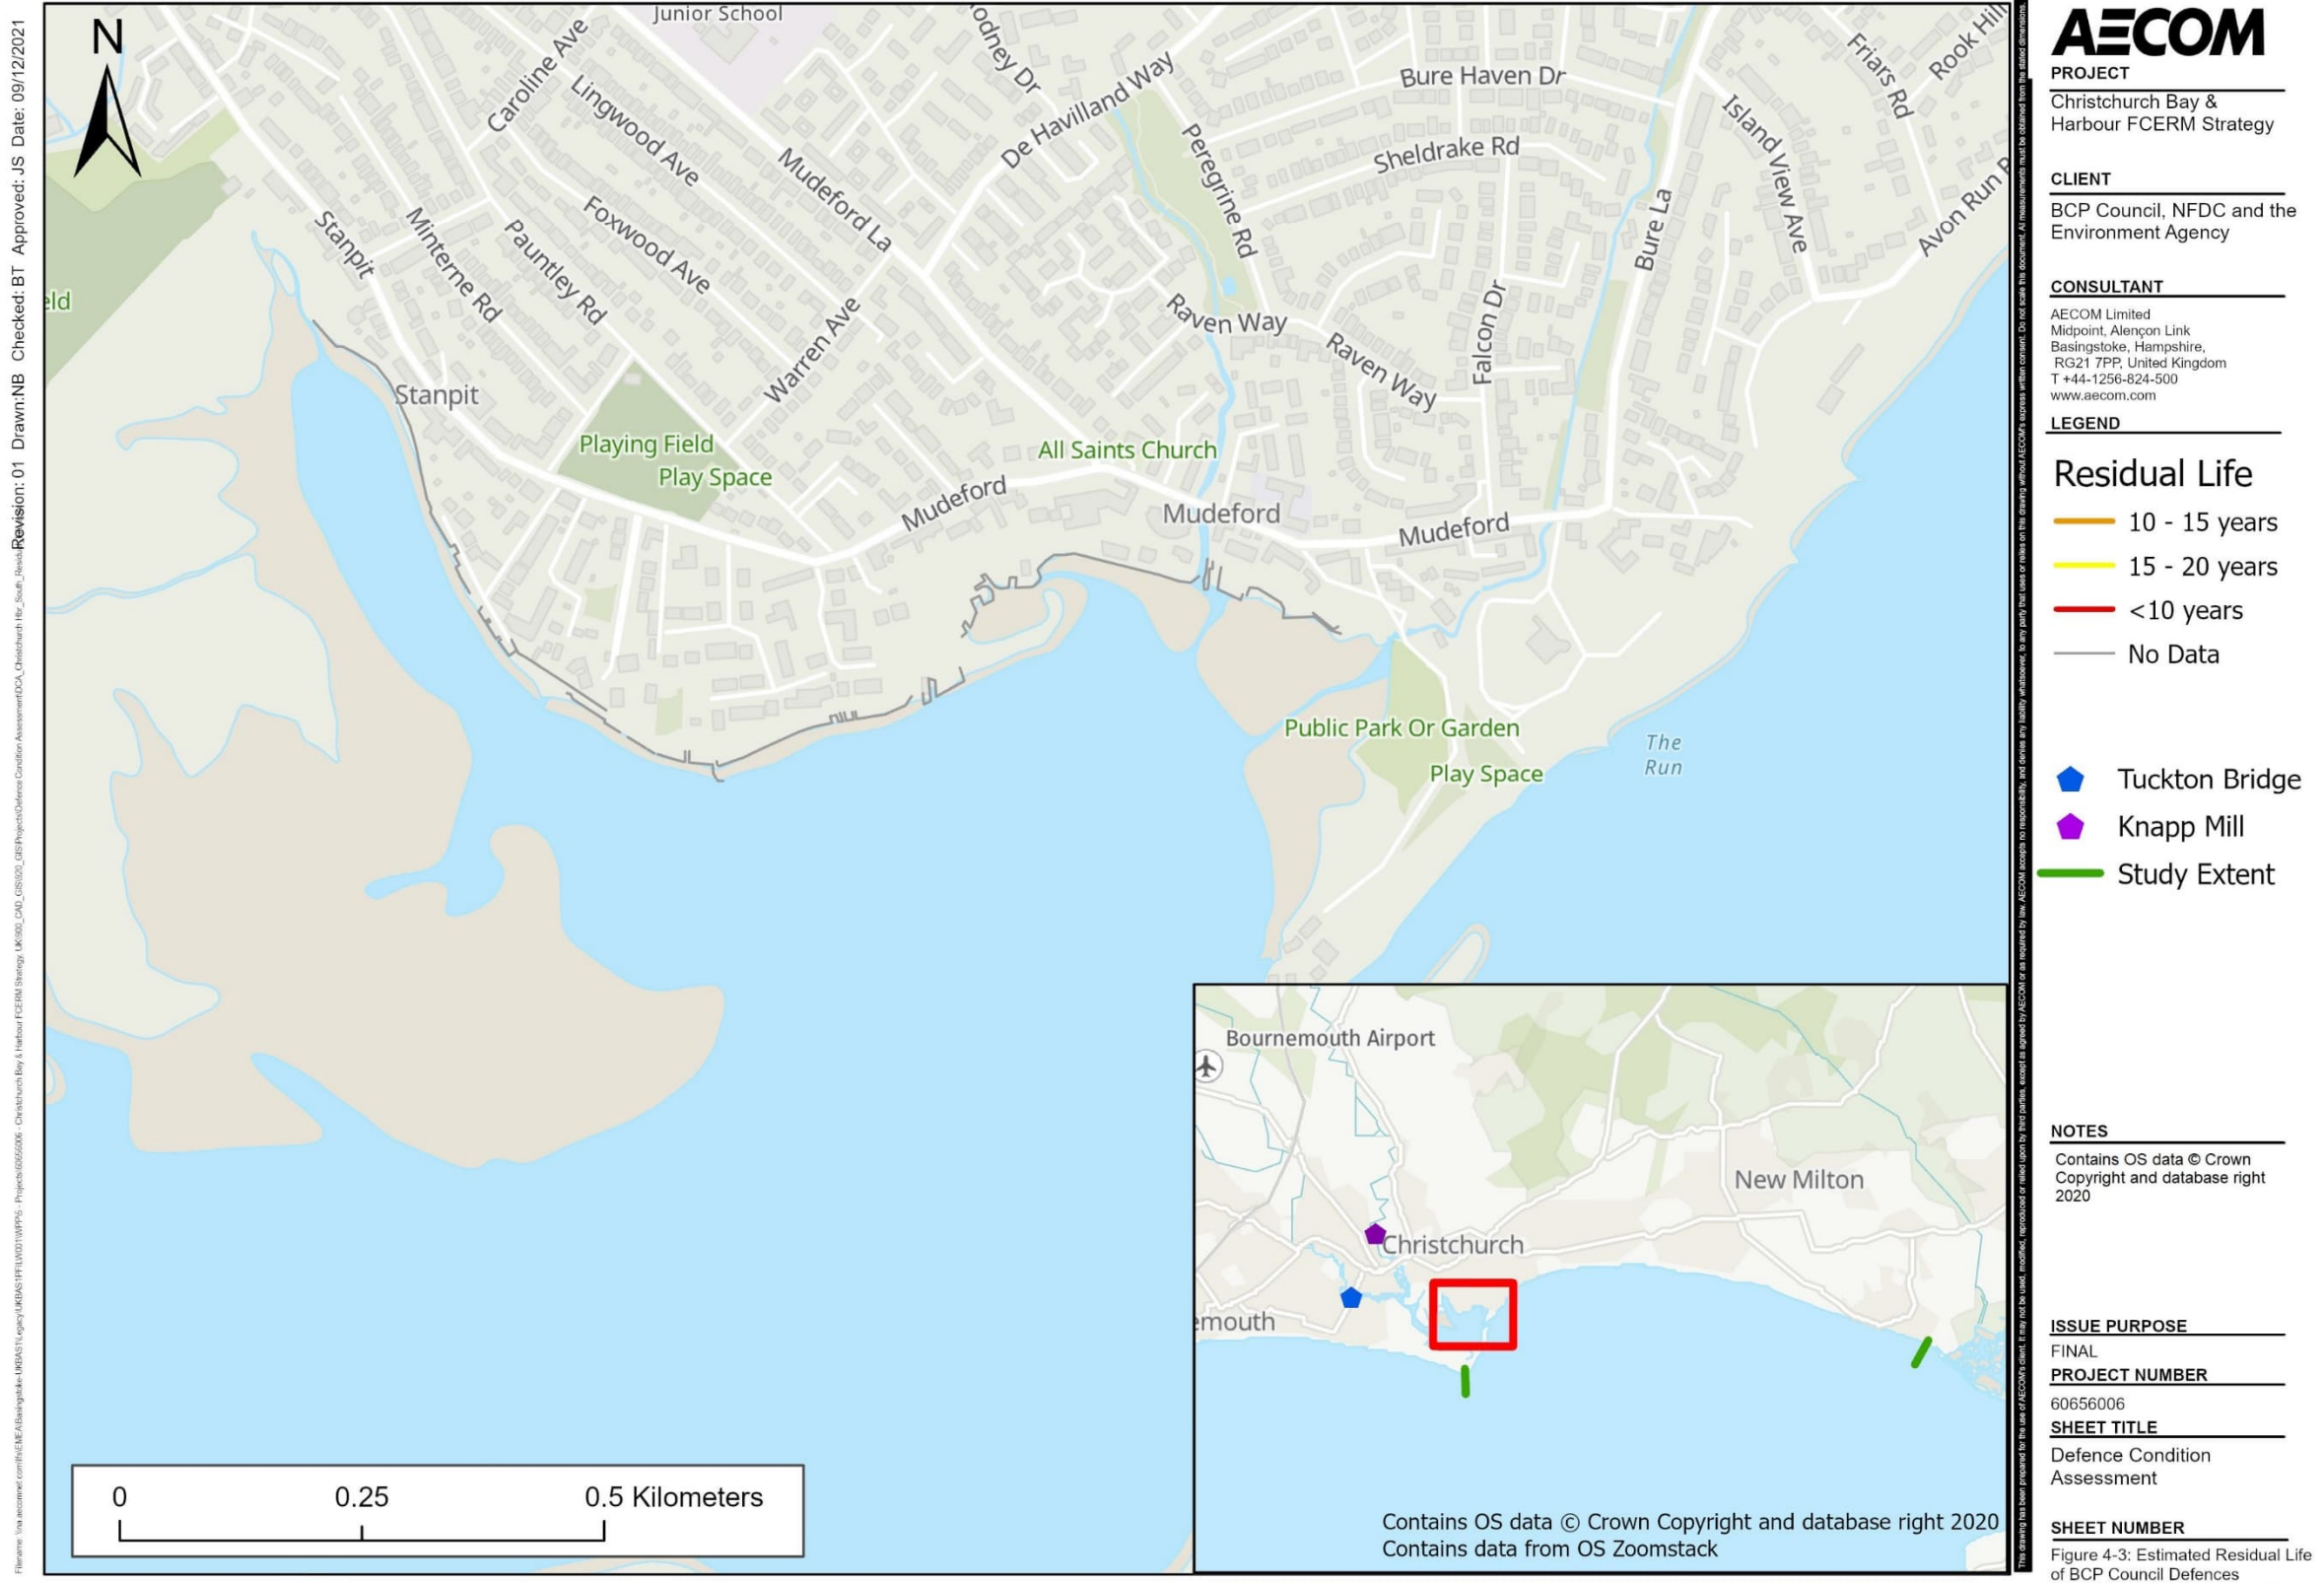 Revision: 01 Drawn:NB Checked: BT Approved: JS Date: 09/12/2021
N
Junior School
Caroline Ave
Lingwood Ave
Mudeford La
De Havilland Way
Peregrine Rd
Bure Haven Dr
Sheldrake Rd
Friars Rd
Rook Hill
Island View Ave
Bure La
Stanpit
Minterne Rd
Pauntley Rd
Foxwood Ave
Warren Ave
Raven Way
Raven Way
Falcon Dr
Stanpit
Playing Field
Play Space
All Saints Church
Mudeford
Mudeford
Mudeford
Public Park Or Garden
Play Space
The
Run
0
0.25
0.5 Kilometers
Bournemouth Airport
New Milton
Christchurch
emouth
Contains OS data © Crown Copyright and database right 2020
Contains data from OS Zoomstack
AECOM
PROJECT
Christchurch Bay &
Harbour FCERM Strategy
CLIENT
BCP Council, NFDC and the
Environment Agency
CONSULTANT
AECOM Limited
Midpoint, Alençon Link
Basingstoke, Hampshire,
RG21 7PP, United Kingdom
T +44-1256-824-500
www.aecom.com
LEGEND
Residual Life
10 - 15 years
15 - 20 years
<10 years
No Data
Tuckton Bridge
Knapp Mill
Study Extent
NOTES
Contains OS data © Crown
Copyright and database right
2020
ISSUE PURPOSE
FINAL
PROJECT NUMBER
60656006
SHEET TITLE
Defence Condition
Assessment
SHEET NUMBER
Figure 4-3: Estimated Residual Life
of BCP Council Defences